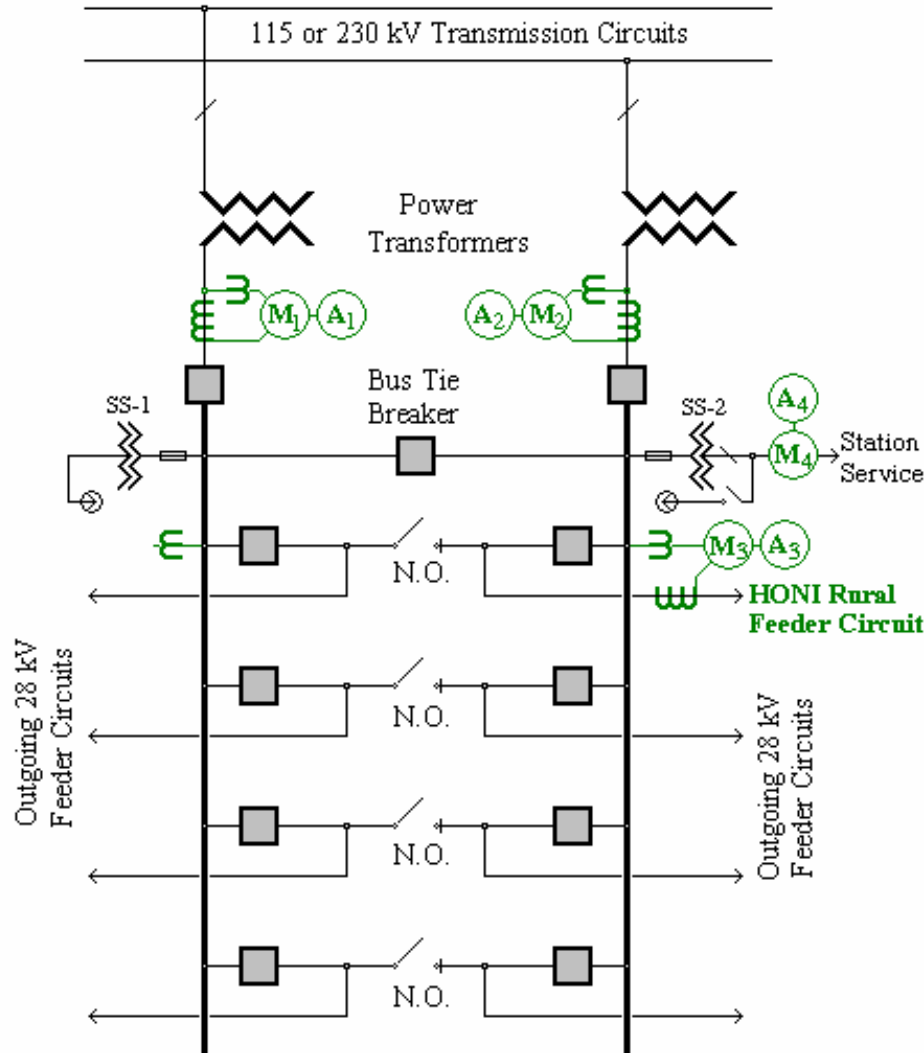 115 or 230 kV Transmission Circuits
Power
Transformers
M1
A1
A2
M2
Bus Tie
Breaker
SS-1
SS-2
A4
M4
Station
Service
N.O.
M3
A3
HONI Rural
Feeder Circuit
Outgoing 28 kV
Feeder Circuits
N.O.
Outgoing 28 kV
Feeder Circuits
N.O.
N.O.